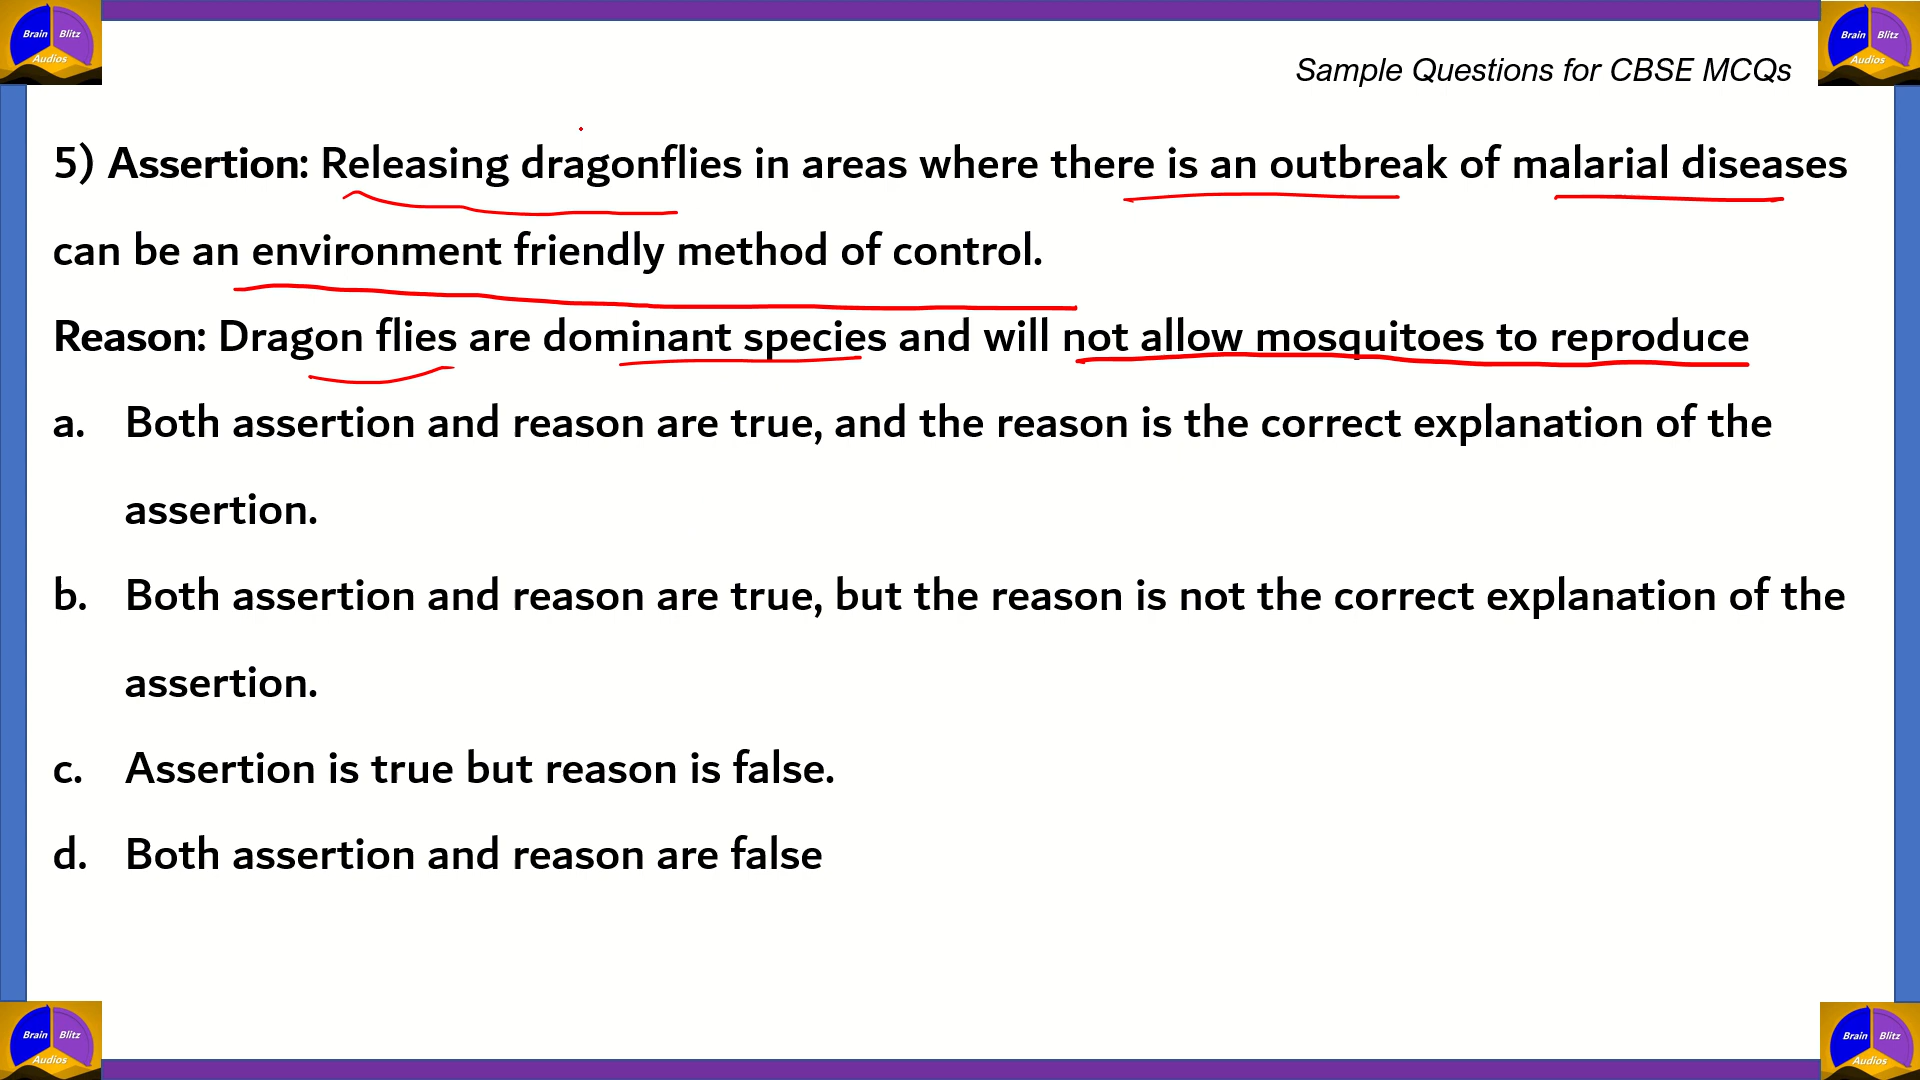 Brain Blitz
Audios
Brain Blitz
Audios
Sample Questions for CBSE MCQs
5) Assertion: Releasing dragonflies in areas where there is an outbreak of malarial diseases
can be an environment friendly method of control.
Reason: Dragon flies are dominant species and will not allow mosquitoes to reproduce
a. Both assertion and reason are true, and the reason is the correct explanation of the
assertion.
b. Both assertion and reason are true, but the reason is not the correct explanation of the
assertion.
c. Assertion is true but reason is false.
d. Both assertion and reason are false
Brain Blitz
Audios
Brain Blitz
Audios